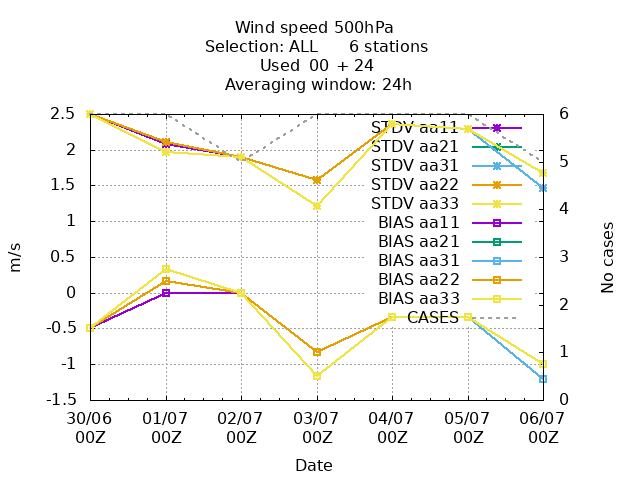 Wind speed 500hPa
Selection: ALL 6 stations
Used 00 + 24
Averaging window: 24h
2.5
2
1.5
1
0.5
0
-0.5
-1
-1.5
m/s
6
5
4
3
2
1
0
No cases
STDV aa11
STDV aa21
STDV aa31
STDV aa22
STDV aa33
BIAS aa11
BIAS aa21
BIAS aa31
BIAS aa22
BIAS aa33
CASES
30/06 01/07 02/07 03/07 04/07 05/07 06/07
00Z 00Z 00Z 00Z 00Z 00Z 00Z
Date